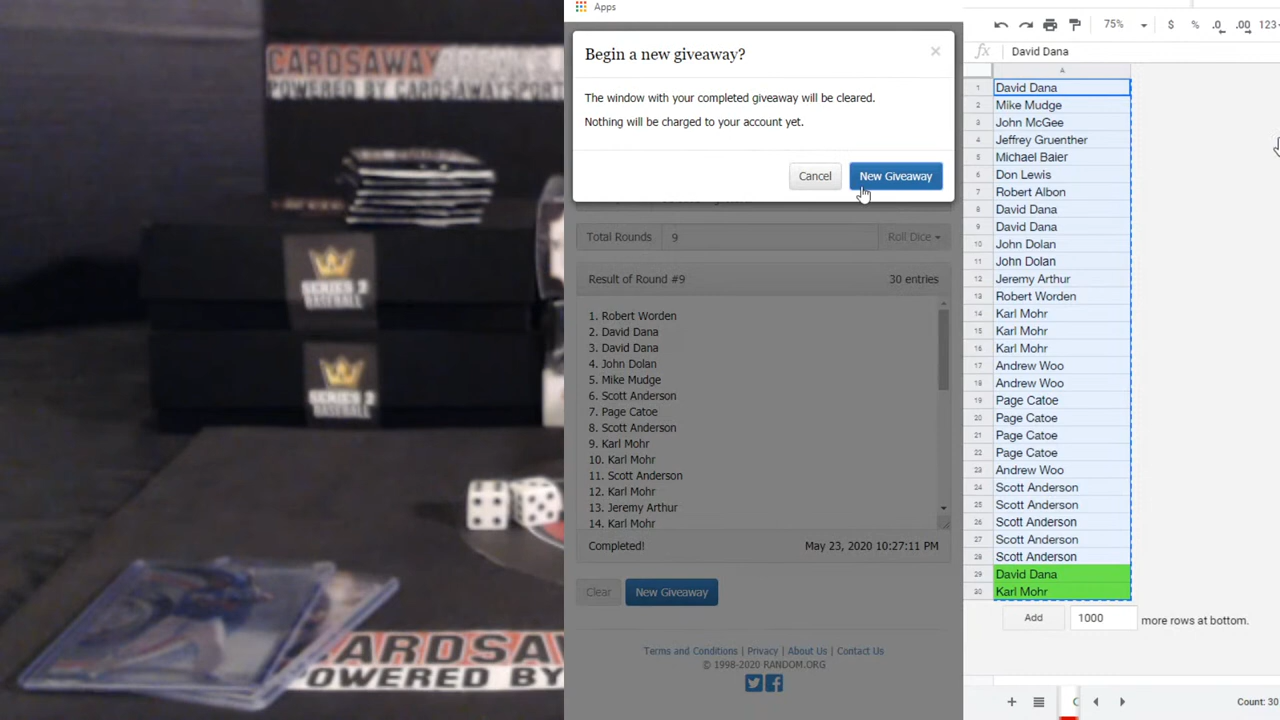 CARDSAWAY
POWERED BY CARDSAWAYSPORT
SERIES 2
BASEBALL
SERIES 2
BASEBALL
CARDSAW
POWERED BY
Apps
Begin a new giveaway?
×
The window with your completed giveaway will be cleared.
Nothing will be charged to your account yet.
Cancel
New Giveaway
Total Rounds
9
Roll Dice
Result of Round #9
30 entries
1. Robert Worden
2. David Dana
3. David Dana
4. John Dolan
5. Mike Mudge
6. Scott Anderson
7. Page Catoe
8. Scott Anderson
9. Karl Mohr
10. Karl Mohr
11. Scott Anderson
12. Karl Mohr
13. Jeremy Arthur
14. Karl Mohr
Completed!
May 23, 2020 10:27:11 PM
Clear
New Giveaway
Terms and Conditions | Privacy | About Us | Contact Us
© 1998-2020 RANDOM.ORG
75%
$ % .0 .00 123
fx David Dana
A
1 David Dana
2 Mike Mudge
3 John McGee
4 Jeffrey Gruenther
5 Michael Baier
6 Don Lewis
7 Robert Albon
8 David Dana
9 David Dana
10 John Dolan
11 John Dolan
12 Jeremy Arthur
13 Robert Worden
14 Karl Mohr
15 Karl Mohr
16 Karl Mohr
17 Andrew Woo
18 Andrew Woo
19 Page Catoe
20 Page Catoe
21 Page Catoe
22 Page Catoe
23 Andrew Woo
24 Scott Anderson
25 Scott Anderson
26 Scott Anderson
27 Scott Anderson
28 Scott Anderson
29 David Dana
30 Karl Mohr
Add
1000
more rows at bottom.
Count: 30